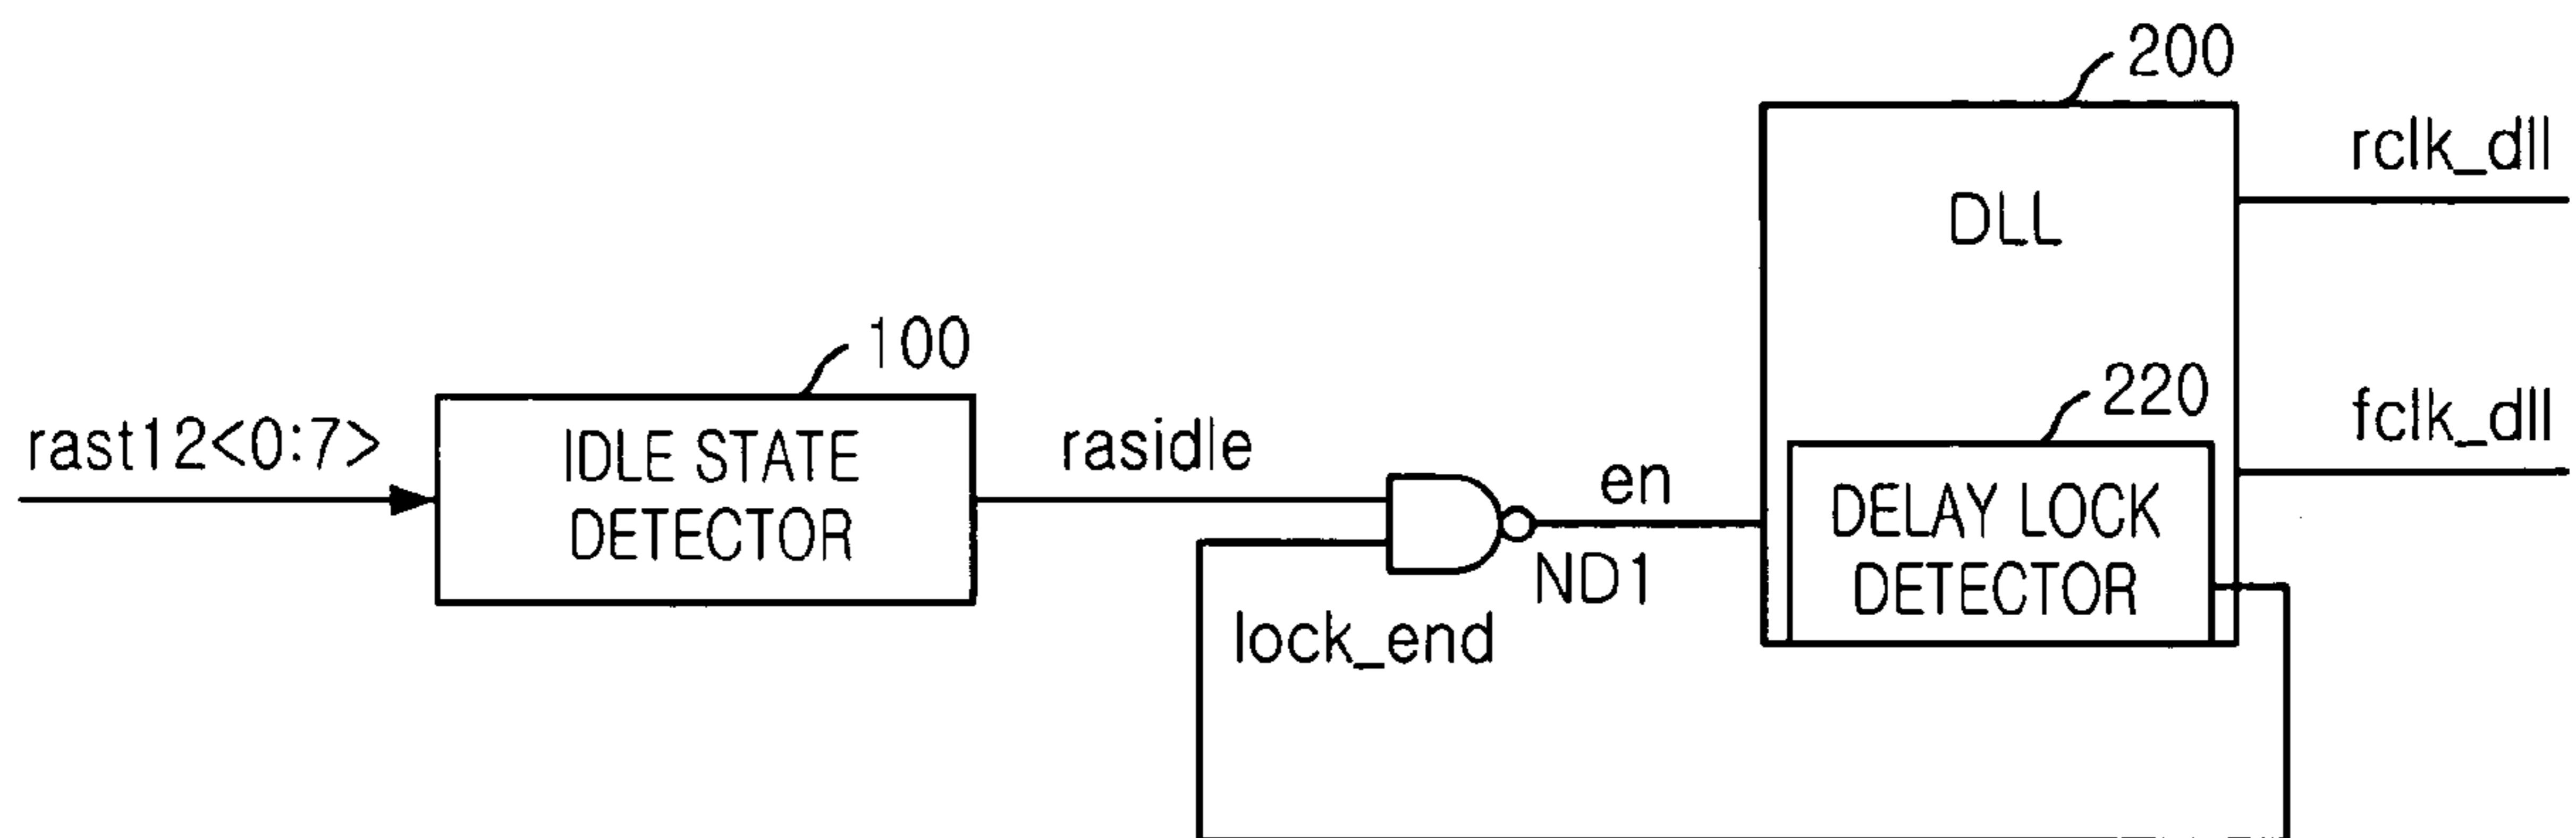 200
rclk_dll
DLL
100
220
fclk_dll
rast12<0:7>
IDLE STATE
DETECTOR
rasidle
en
DELAY LOCK
DETECTOR
ND1
lock_end